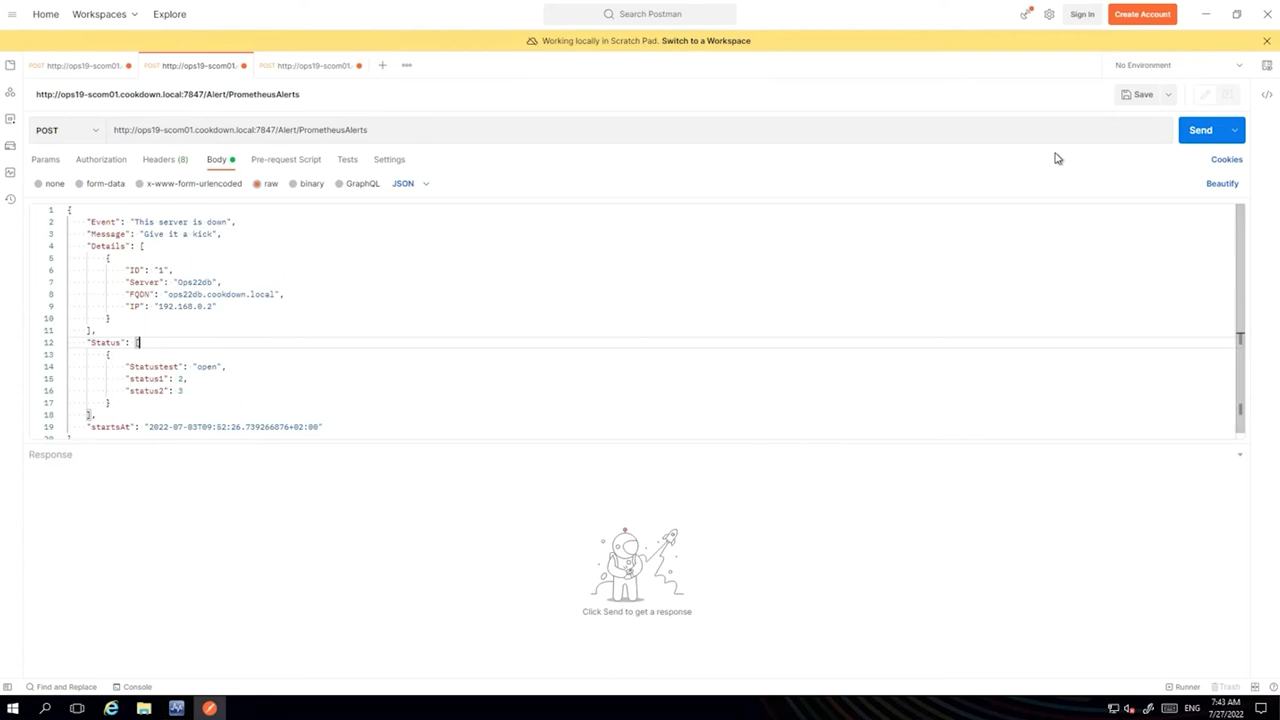 Home Workspaces Explore Search Postman Sign In Create Account
Working locally in Scratch Pad. Switch to a Workspace
POST http://ops19-scom01. POST http://ops19-scom01. POST http://ops19-scom01. No Environment
http://ops19-scom01.cookdown.local:7847/Alert/PrometheusAlerts Save
POST http://ops19-scom01.cookdown.local:7847/Alert/PrometheusAlerts Send
Params Authorization Headers (8) Body Pre-request Script Tests Settings Cookies
none form-data x-www-form-urlencoded raw binary GraphQL JSON Beautify
1 {
2 "Event": "This server is down",
3 "Message": "Give it a kick",
4 "Details": [
5 {
6 "ID": "1",
7 "Server": "Ops22db",
8 "FQDN": "ops22db.cookdown.local",
9 "IP": "192.168.0.2"
10 }
11 ],
12 "Status": [
13 {
14 "Statustest": "open",
15 "status1": 2,
16 "status2": 3
17 }
18 ],
19 "startsAt": "2022-07-03T09:52:26.739266876+02:00"
20 }
Response
Click Send to get a response
Find and Replace Console Runner Trash
ENG 7:43 AM
7/27/2022